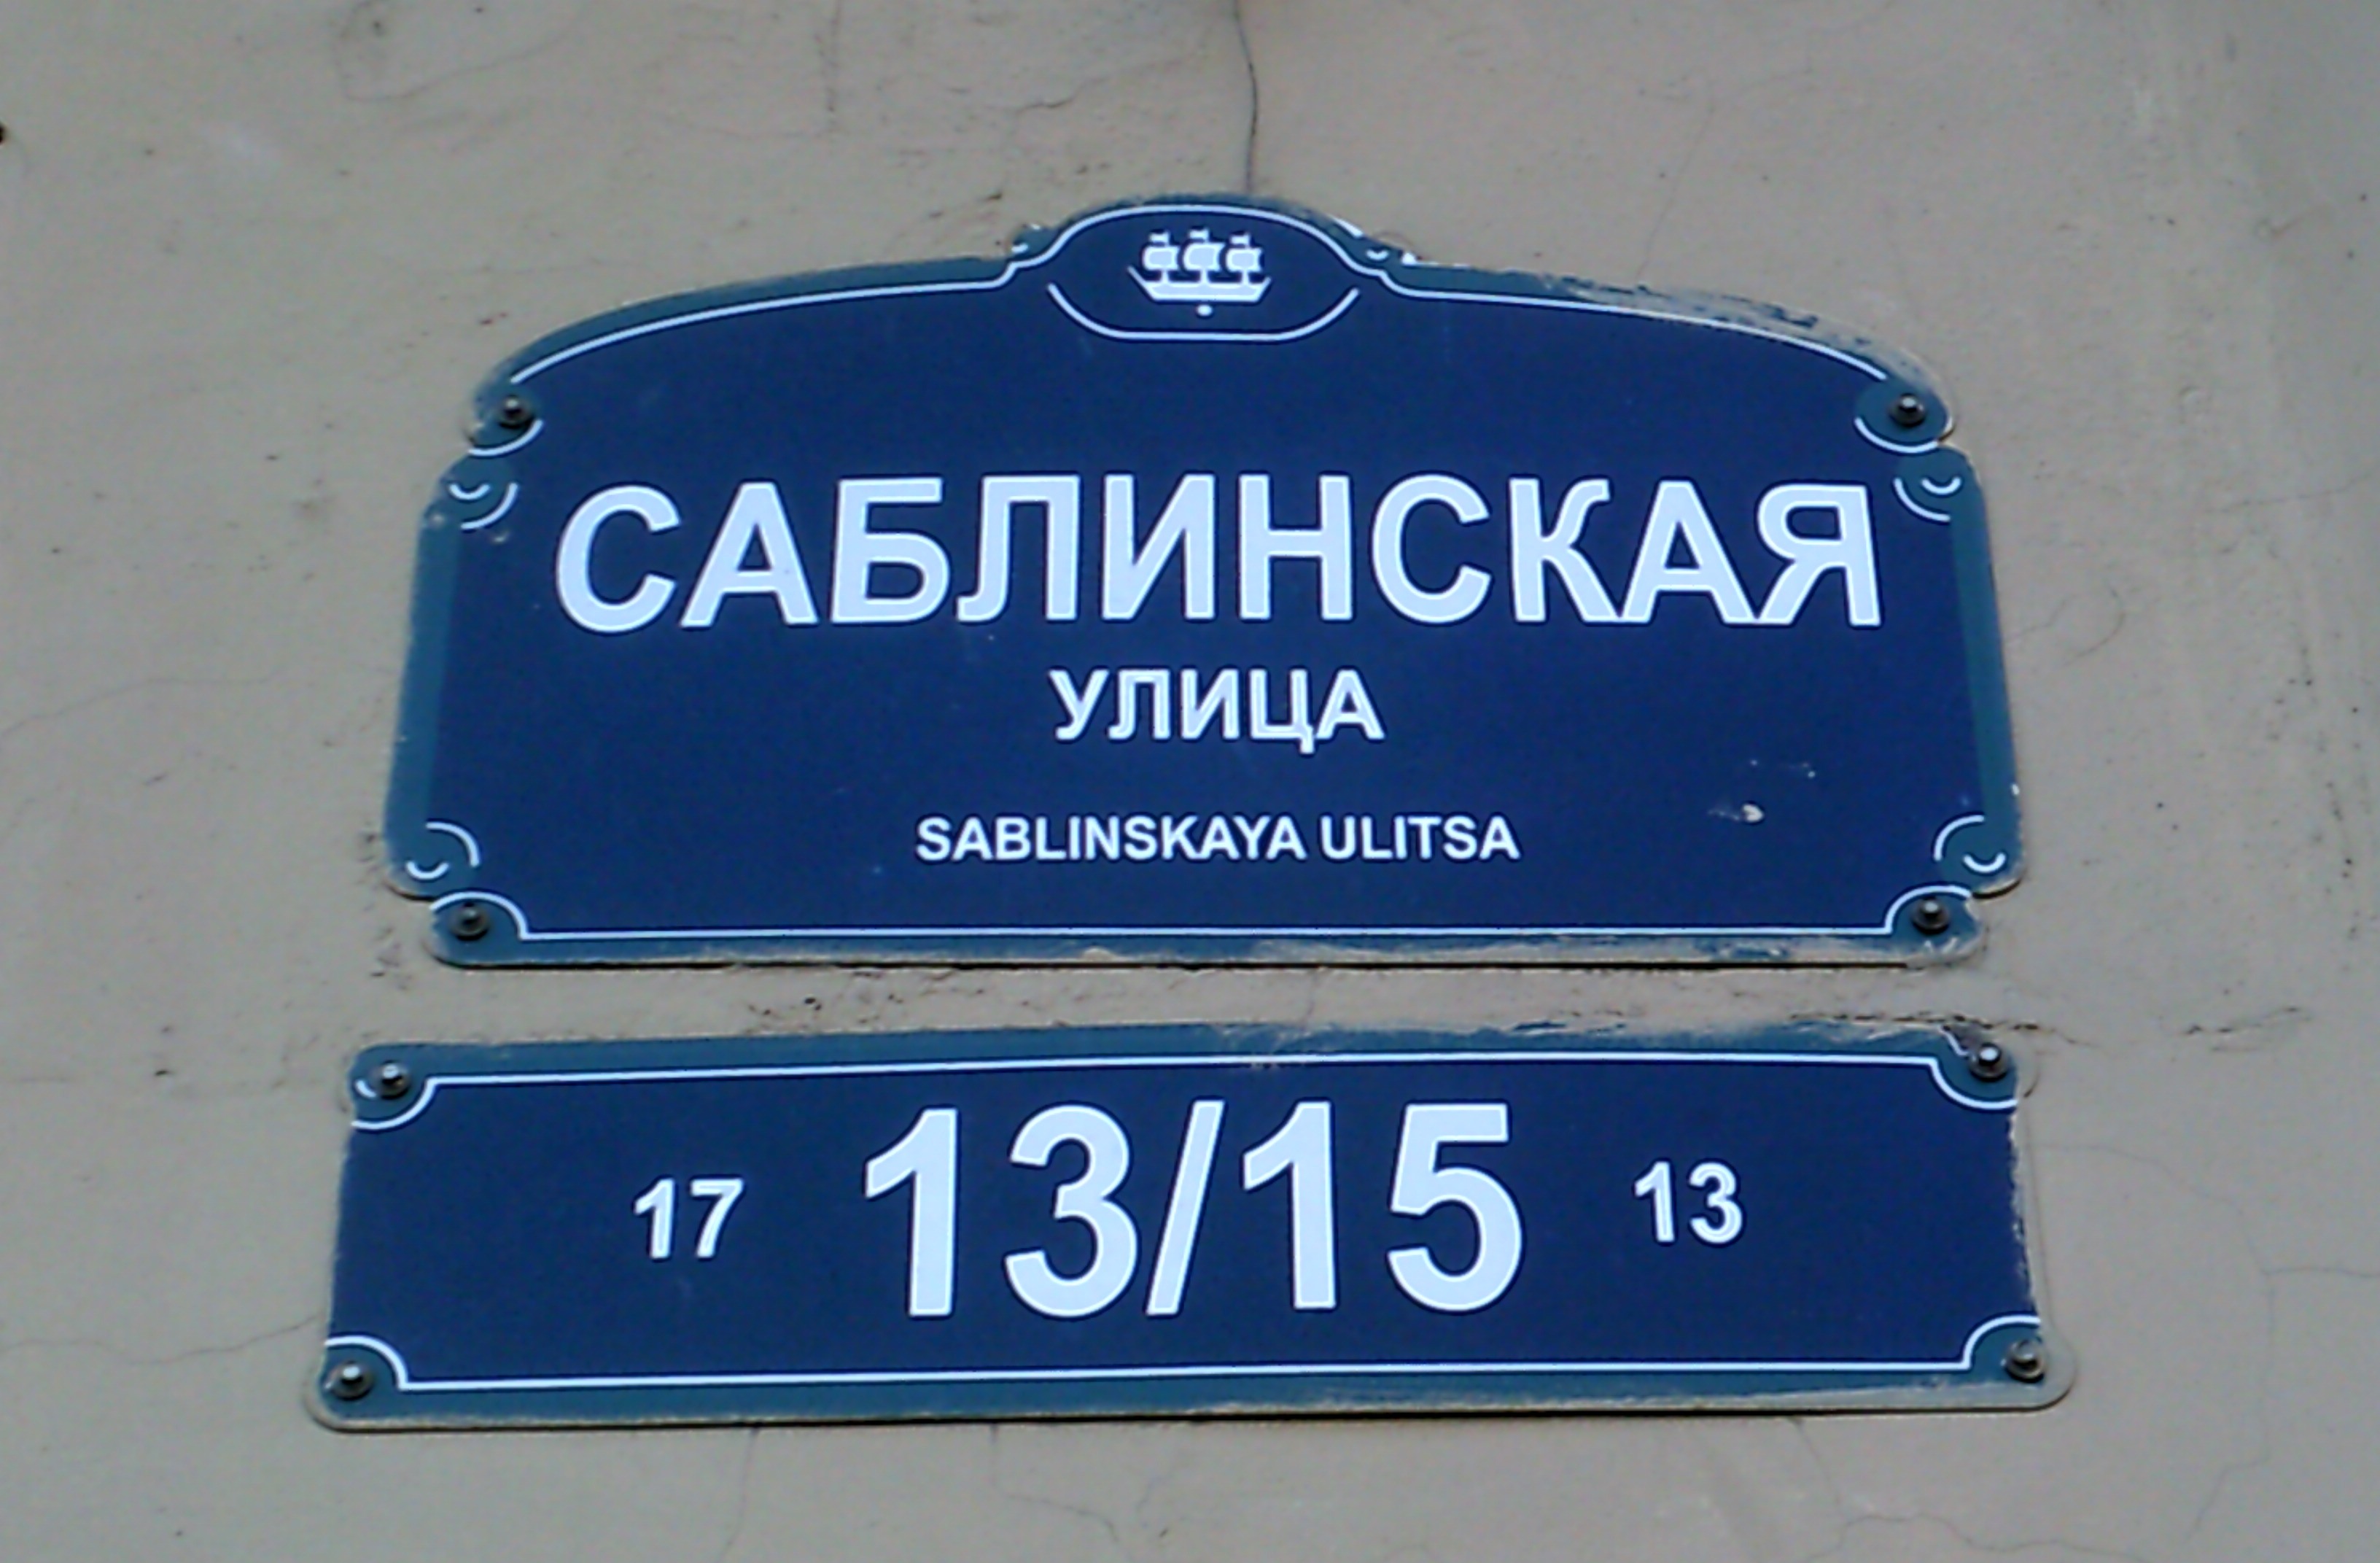 САБЛИНСКАЯ
УЛИЦА
SABLINSKAYA ULITSA
17 13/15 13